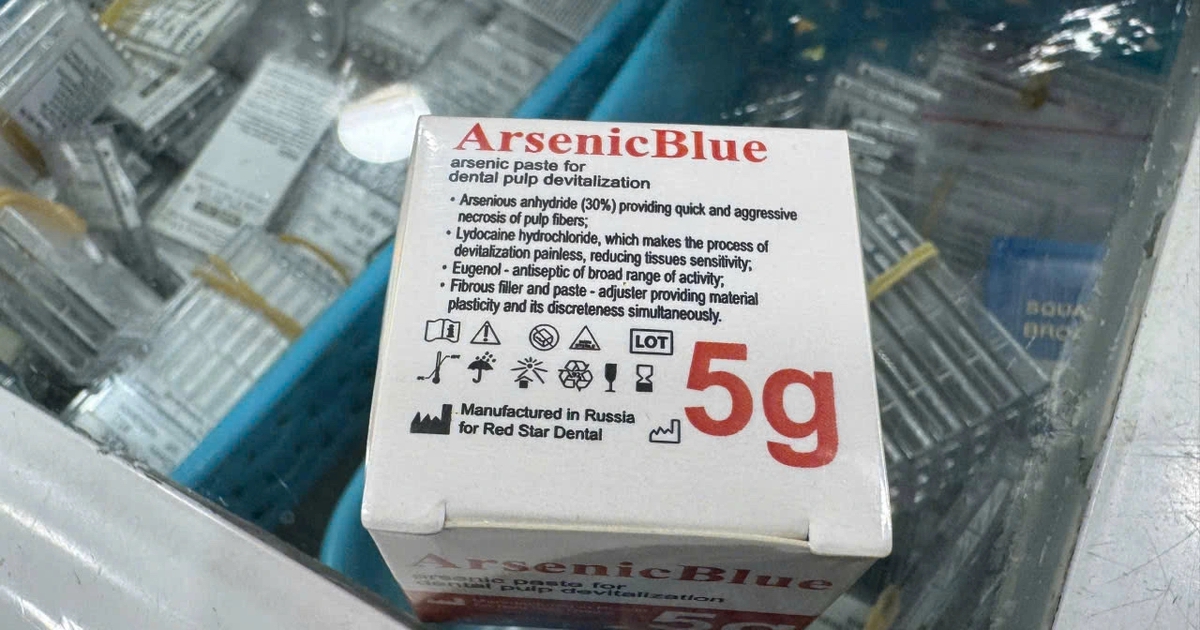 ArsenicBlue
arsenic paste for
dental pulp devitalization
• Arsenious anhydride (30%) providing quick and aggressive
necrosis of pulp fibers;
• Lydocaine hydrochloride, which makes the process of
devitalization painless, reducing tissues sensitivity;
• Eugenol - antiseptic of broad range of activity;
• Fibrous filler and paste - adjuster providing material
plasticity and its discreteness simultaneously.
LOT
5g
Manufactured in Russia
for Red Star Dental
ArsenicBlue
arsenic paste for
dental pulp devitalization
5g